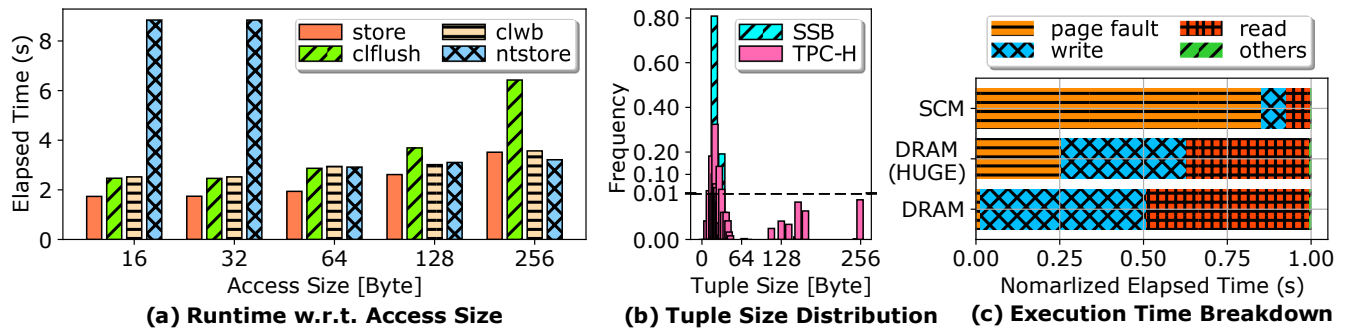 Elapsed Time (s)
8
6
4
2
0
store
clflush
clwb
ntstore
16
32
64
128
256
Access Size [Byte]
(a) Runtime w.r.t. Access Size
Frequency
0.80
0.60
0.40
0.20
0.10
0.01
0.00
SSB
TPC-H
0
64
128
256
Tuple Size [Byte]
(b) Tuple Size Distribution
page fault
write
read
others
SCM
DRAM
(HUGE)
DRAM
0.00
0.25
0.50
0.75
1.00
Nomarlized Elapsed Time (s)
(c) Execution Time Breakdown